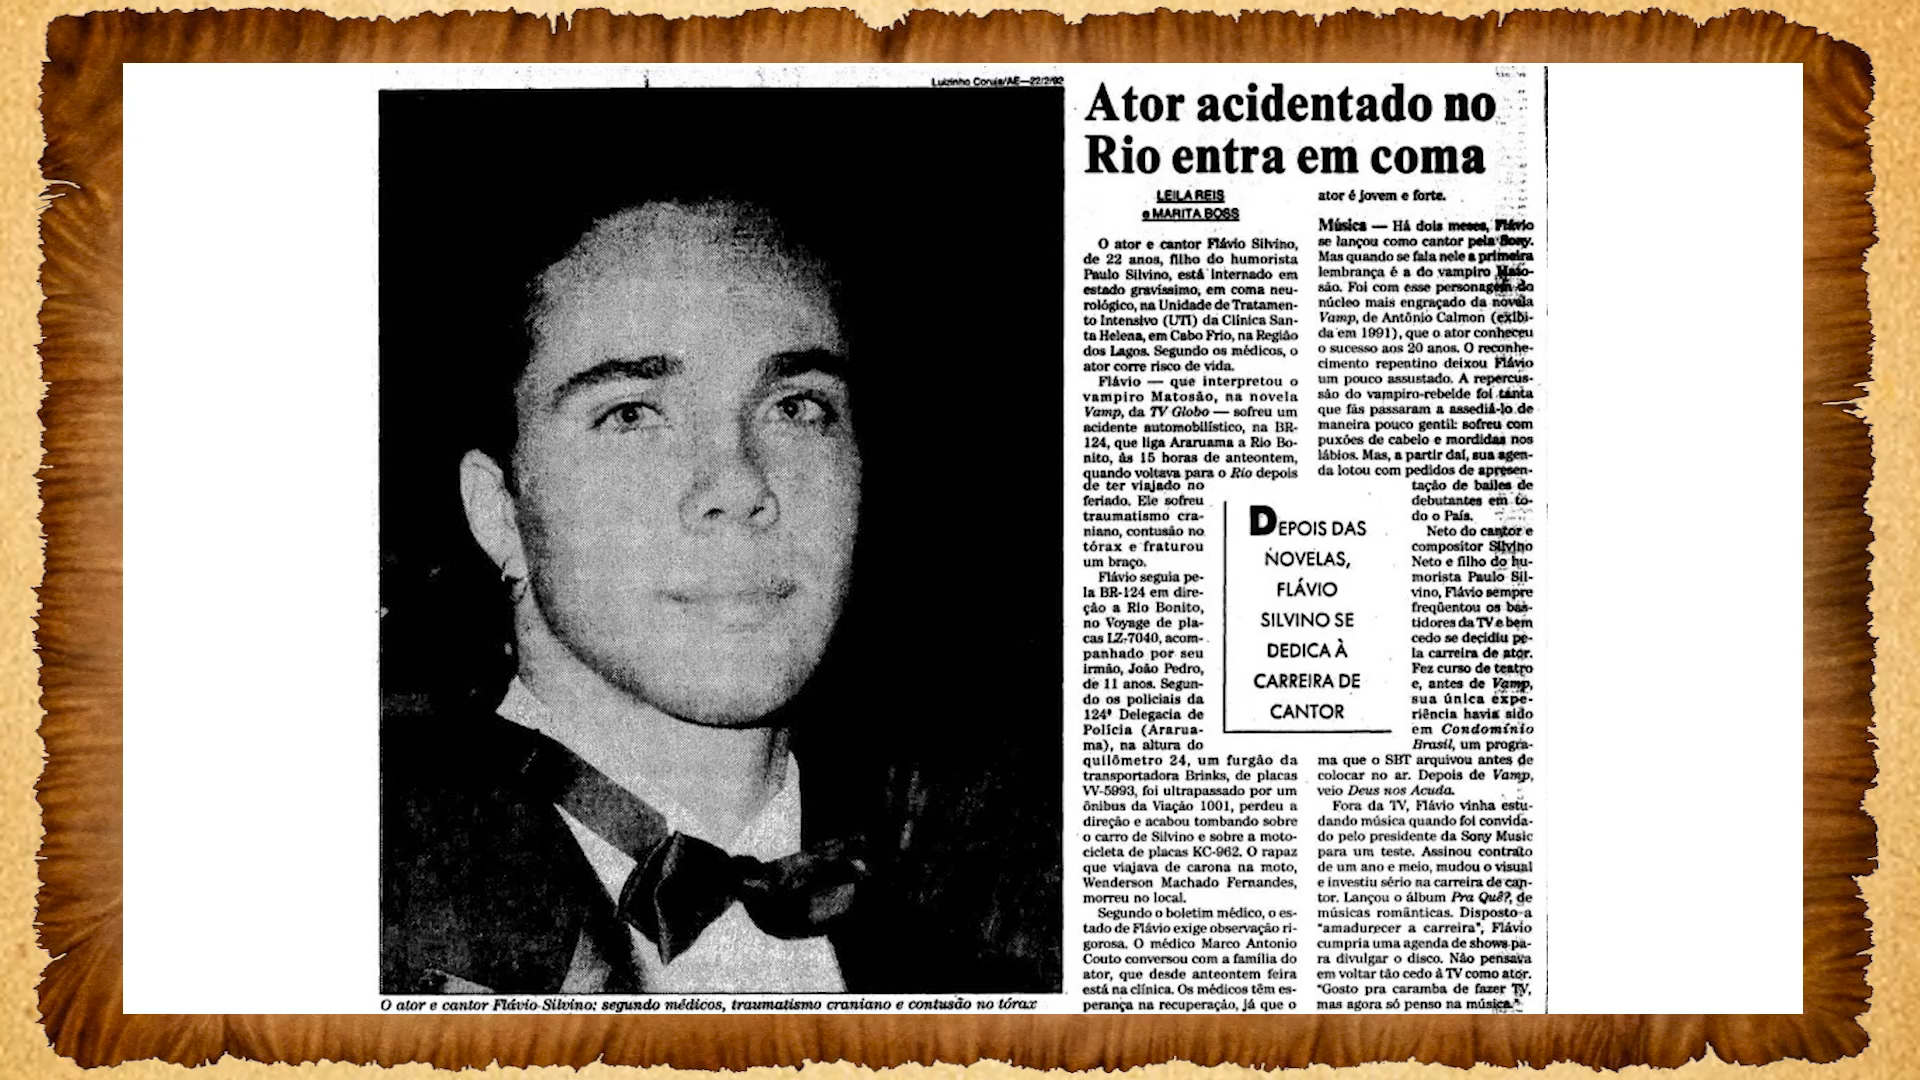 Luizinho Coruja/AE—22/2/92
Ator acidentado no
Rio entra em coma
LEILA REIS
e MARITA BOSS
O ator e cantor Flávio Silvino,
de 22 anos, filho do humorista
Paulo Silvino, está internado em
estado gravíssimo, em coma neu-
rológico, na Unidade de Tratamen-
to Intensivo (UTI) da Clínica San-
ta Helena, em Cabo Frio, na Região
dos Lagos. Segundo os médicos, o
ator corre risco de vida.
Flávio — que interpretou o
vampiro Matosão, na novela
Vamp, da TV Globo — sofreu um
acidente automobilístico, na BR-
124, que liga Araruama a Rio Bo-
nito, às 15 horas de anteontem,
quando voltava para o Rio depois
de ter viajado no
feriado. Ele sofreu
traumatismo cra-
niano, contusão no
tórax e fraturou
um braço.
Flávio seguia pe-
la BR-124 em dire-
ção a Rio Bonito,
no Voyage de pla-
cas LZ-7040, acom-
panhado por seu
irmão, João Pedro,
de 11 anos. Segun-
do os policiais da
124ª Delegacia de
Polícia (Ararua-
ma), na altura do
quilômetro 24, um furgão da
transportadora Brinks, de placas
VV-5993, foi ultrapassado por um
ônibus da Viação 1001, perdeu a
direção e acabou tombando sobre
o carro de Silvino e sobre a moto-
cicleta de placas KC-962. O rapaz
que viajava de carona na moto,
Wenderson Machado Fernandes,
morreu no local.
Segundo o boletim médico, o es-
tado de Flávio exige observação ri-
gorosa. O médico Marco Antonio
Couto conversou com a família do
ator, que desde anteontem feira
está na clínica. Os médicos têm es-
perança na recuperação, já que o
ator é jovem e forte.
Música — Há dois meses, Flávio
se lançou como cantor pela Sony.
Mas quando se fala nele a primeira
lembrança é a do vampiro Mato-
são. Foi com esse personagem do
núcleo mais engraçado da novela
Vamp, de Antônio Calmon (exibi-
da em 1991), que o ator conheceu
o sucesso aos 20 anos. O reconhe-
cimento repentino deixou Flávio
um pouco assustado. A repercus-
são do vampiro-rebelde foi tanta
que fãs passaram a assediá-lo de
maneira pouco gentil: sofreu com
puxões de cabelo e mordidas nos
lábios. Mas, a partir daí, sua agen-
da lotou com pedidos de apresen-
tação de bailes de
debutantes em to-
do o País.
Neto do cantor e
compositor Silvino
Neto e filho do hu-
morista Paulo Sil-
vino, Flávio sempre
freqüentou os bas-
tidores da TV e bem
cedo se decidiu pe-
la carreira de ator.
Fez curso de teatro
e, antes de Vamp,
sua única expe-
riência havia sido
em Condomínio
Brasil, um progra-
ma que o SBT arquivou antes de
colocar no ar. Depois de Vamp,
veio Deus nos Acuda.
Fora da TV, Flávio vinha estu-
dando música quando foi convida-
do pelo presidente da Sony Music
para um teste. Assinou contrato
de um ano e meio, mudou o visual
e investiu sério na carreira de can-
tor. Lançou o álbum Pra Quê?, de
músicas românticas. Disposto a
"amadurecer a carreira", Flávio
cumpria uma agenda de shows pa-
ra divulgar o disco. Não pensava
em voltar tão cedo à TV como ator.
"Gosto pra caramba de fazer TV,
mas agora só penso na música."
DEPOIS DAS
NOVELAS,
FLÁVIO
SILVINO SE
DEDICA À
CARREIRA DE
CANTOR
O ator e cantor Flávio Silvino: segundo médicos, traumatismo craniano e contusão no tórax